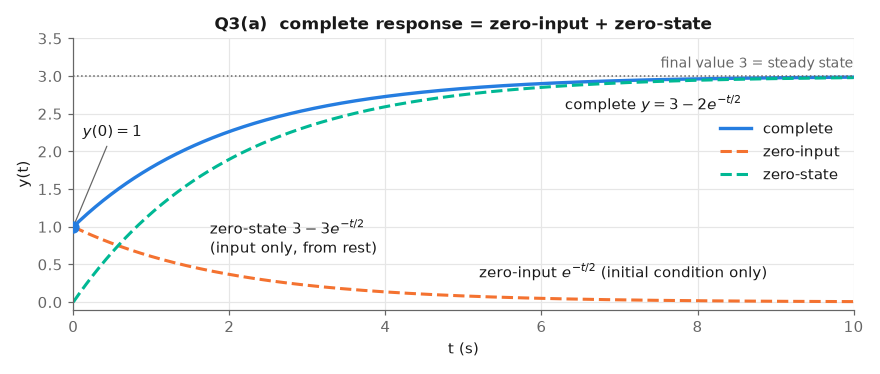 Q3(a) complete response = zero-input + zero-state
3.5
3.0
2.5
2.0
1.5
1.0
0.5
0.0
y(t)
final value 3 = steady state
complete y = 3 − 2e^{−t/2}
y(0) = 1
complete
zero-input
zero-state
zero-state 3 − 3e^{−t/2}
(input only, from rest)
zero-input e^{−t/2} (initial condition only)
0 2 4 6 8 10
t (s)